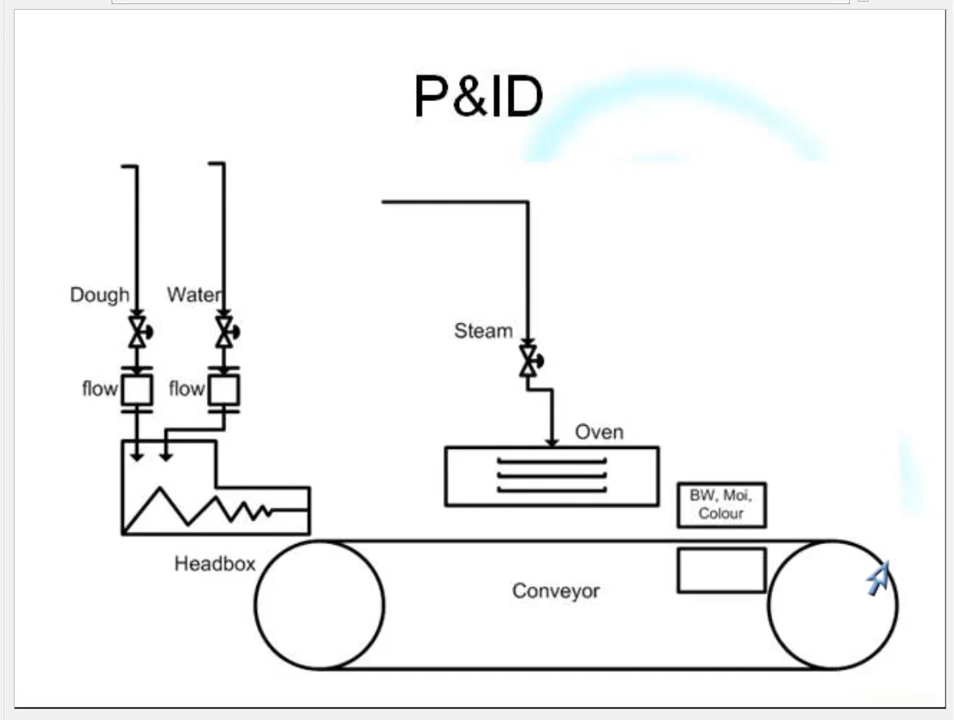 P&ID
Dough
Water
Steam
flow
flow
Oven
BW, Moi,
Colour
Headbox
Conveyor